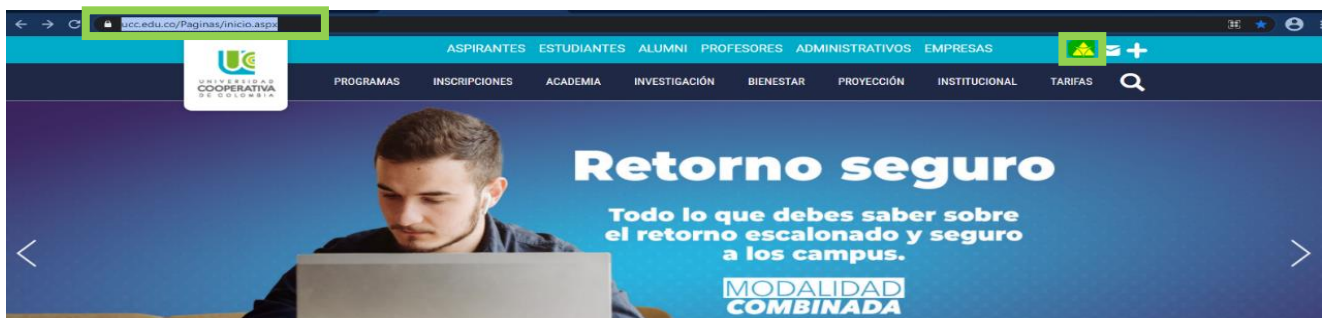 ucc.edu.co/Paginas/inicio.aspx
ASPIRANTES ESTUDIANTES ALUMNI PROFESORES ADMINISTRATIVOS EMPRESAS
UC
UNIVERSIDAD
COOPERATIVA
DE COLOMBIA
PROGRAMAS INSCRIPCIONES ACADEMIA INVESTIGACIÓN BIENESTAR PROYECCIÓN INSTITUCIONAL TARIFAS
Retorno seguro
Todo lo que debes saber sobre
el retorno escalonado y seguro
a los campus.
MODALIDAD
COMBINADA